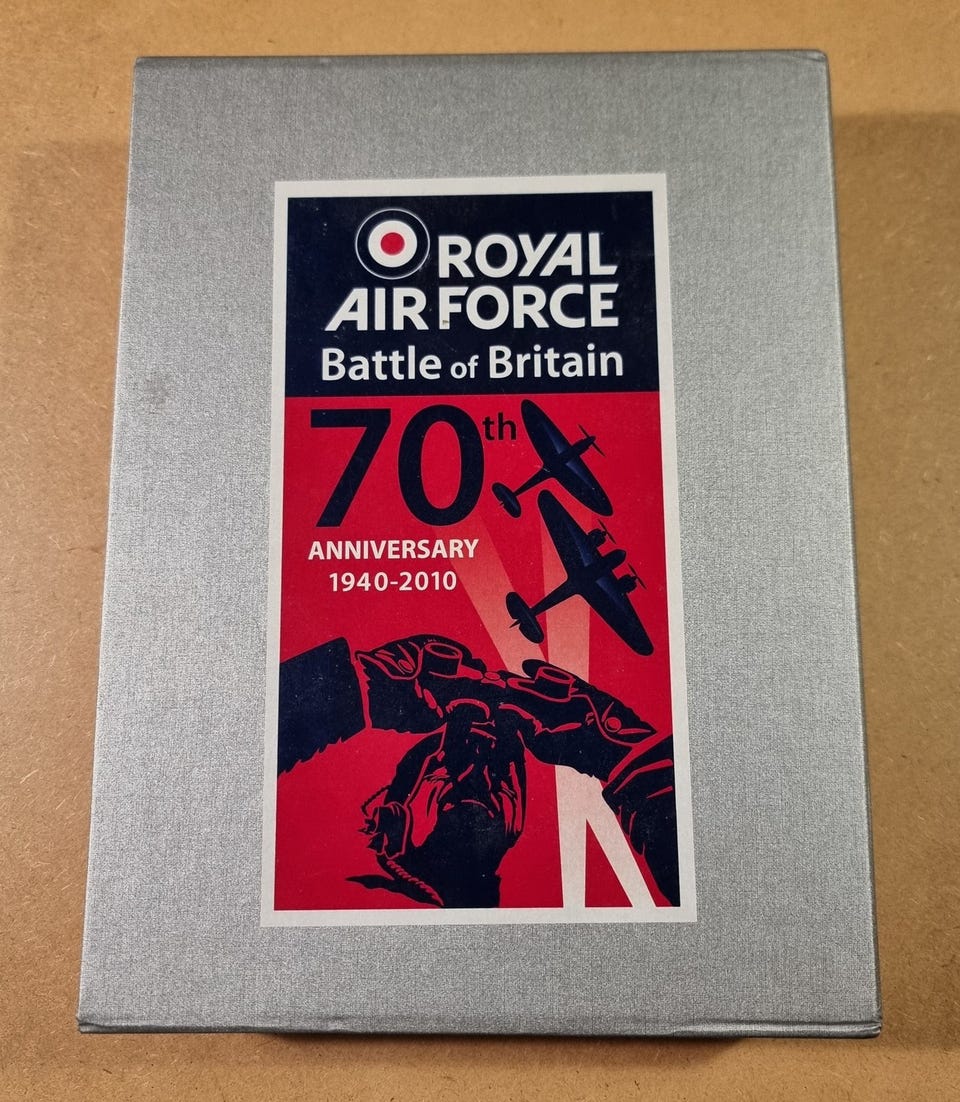 ROYAL
AIR FORCE
Battle of Britain
70th
ANNIVERSARY
1940-2010